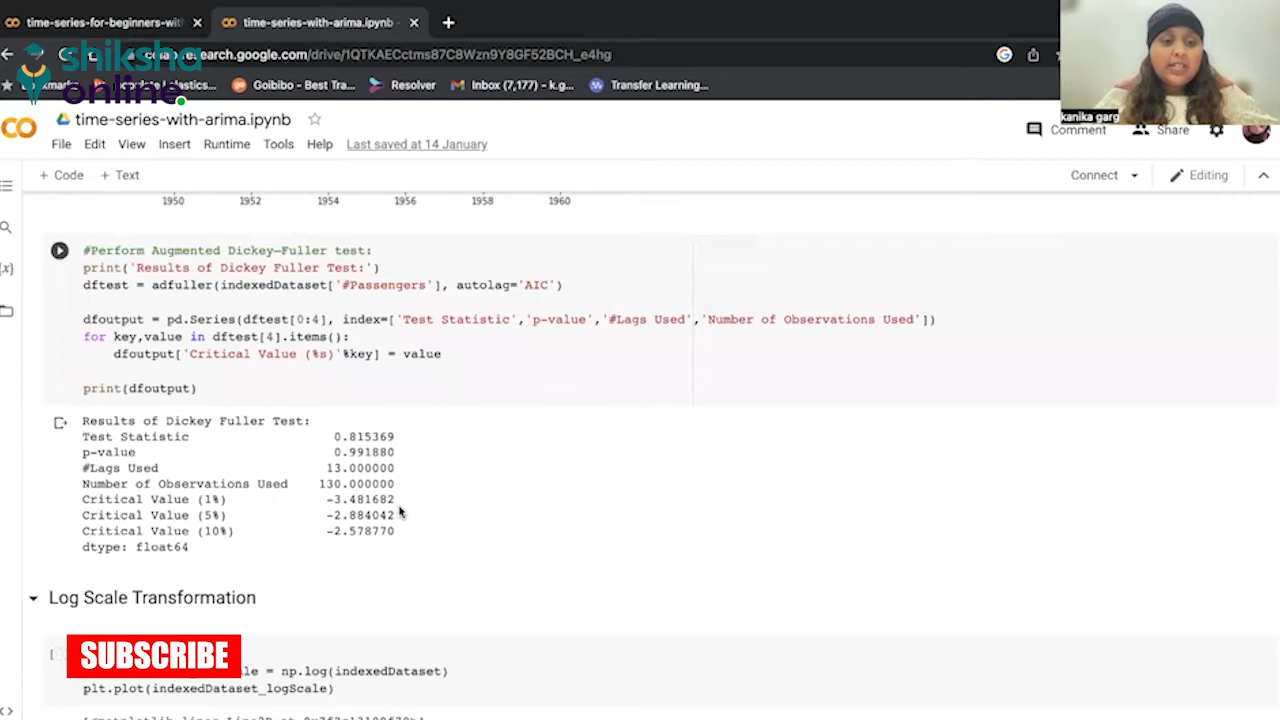 time-series-for-beginners-with
time-series-with-arima.ipynb
shiksha
online
research.google.com/drive/1QTKAECctms87C8Wzn9Y8GF52BCH_e4hg
Goibibo - Best Tra...
Resolver
Inbox (7,177) - k.g...
Transfer Learning...
kanika garg
CO
time-series-with-arima.ipynb
Comment
Share
File Edit View Insert Runtime Tools Help Last saved at 14 January
+ Code + Text
Connect
Editing
1950 1952 1954 1956 1958 1960
{x}
#Perform Augmented Dickey–Fuller test:
print('Results of Dickey Fuller Test:')
dftest = adfuller(indexedDataset['#Passengers'], autolag='AIC')
dfoutput = pd.Series(dftest[0:4], index=['Test Statistic','p-value','#Lags Used','Number of Observations Used'])
for key,value in dftest[4].items():
dfoutput['Critical Value (%s)'%key] = value
print(dfoutput)
Results of Dickey Fuller Test:
Test Statistic 0.815369
p-value 0.991880
#Lags Used 13.000000
Number of Observations Used 130.000000
Critical Value (1%) -3.481682
Critical Value (5%) -2.884042
Critical Value (10%) -2.578770
dtype: float64
Log Scale Transformation
SUBSCRIBE
= np.log(indexedDataset)
plt.plot(indexedDataset_logScale)